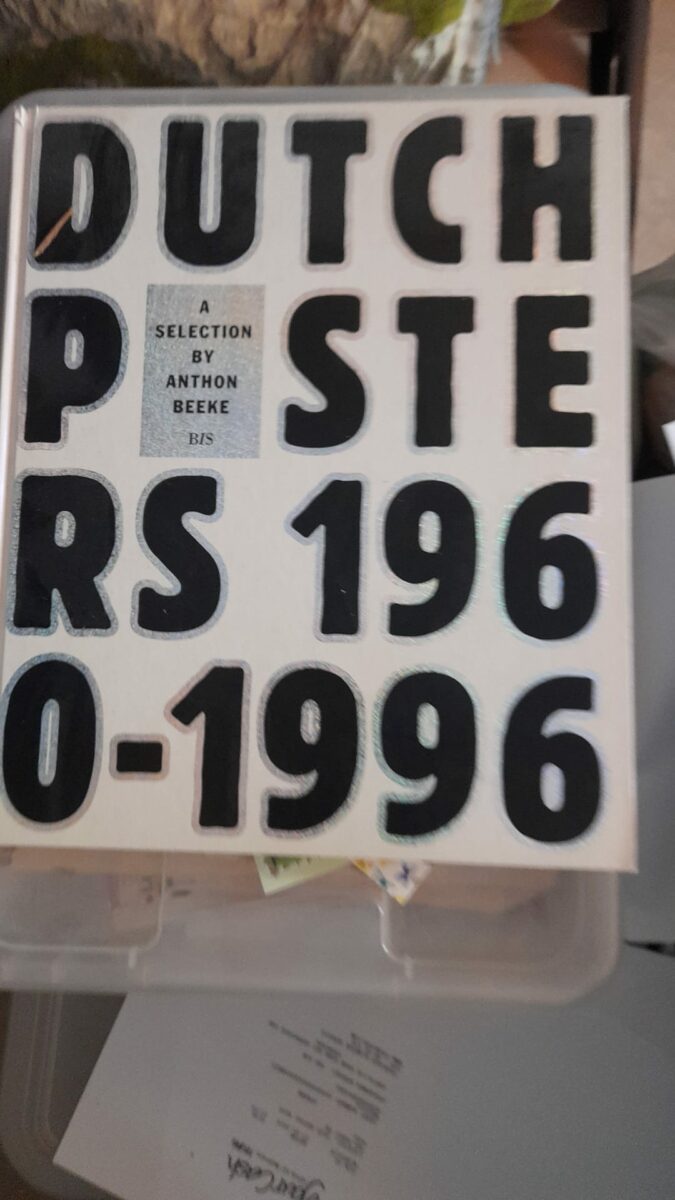 DUTCH
P STE
A
SELECTION
BY
ANTHON
BEEKE
BIS
RS 196
0-1996